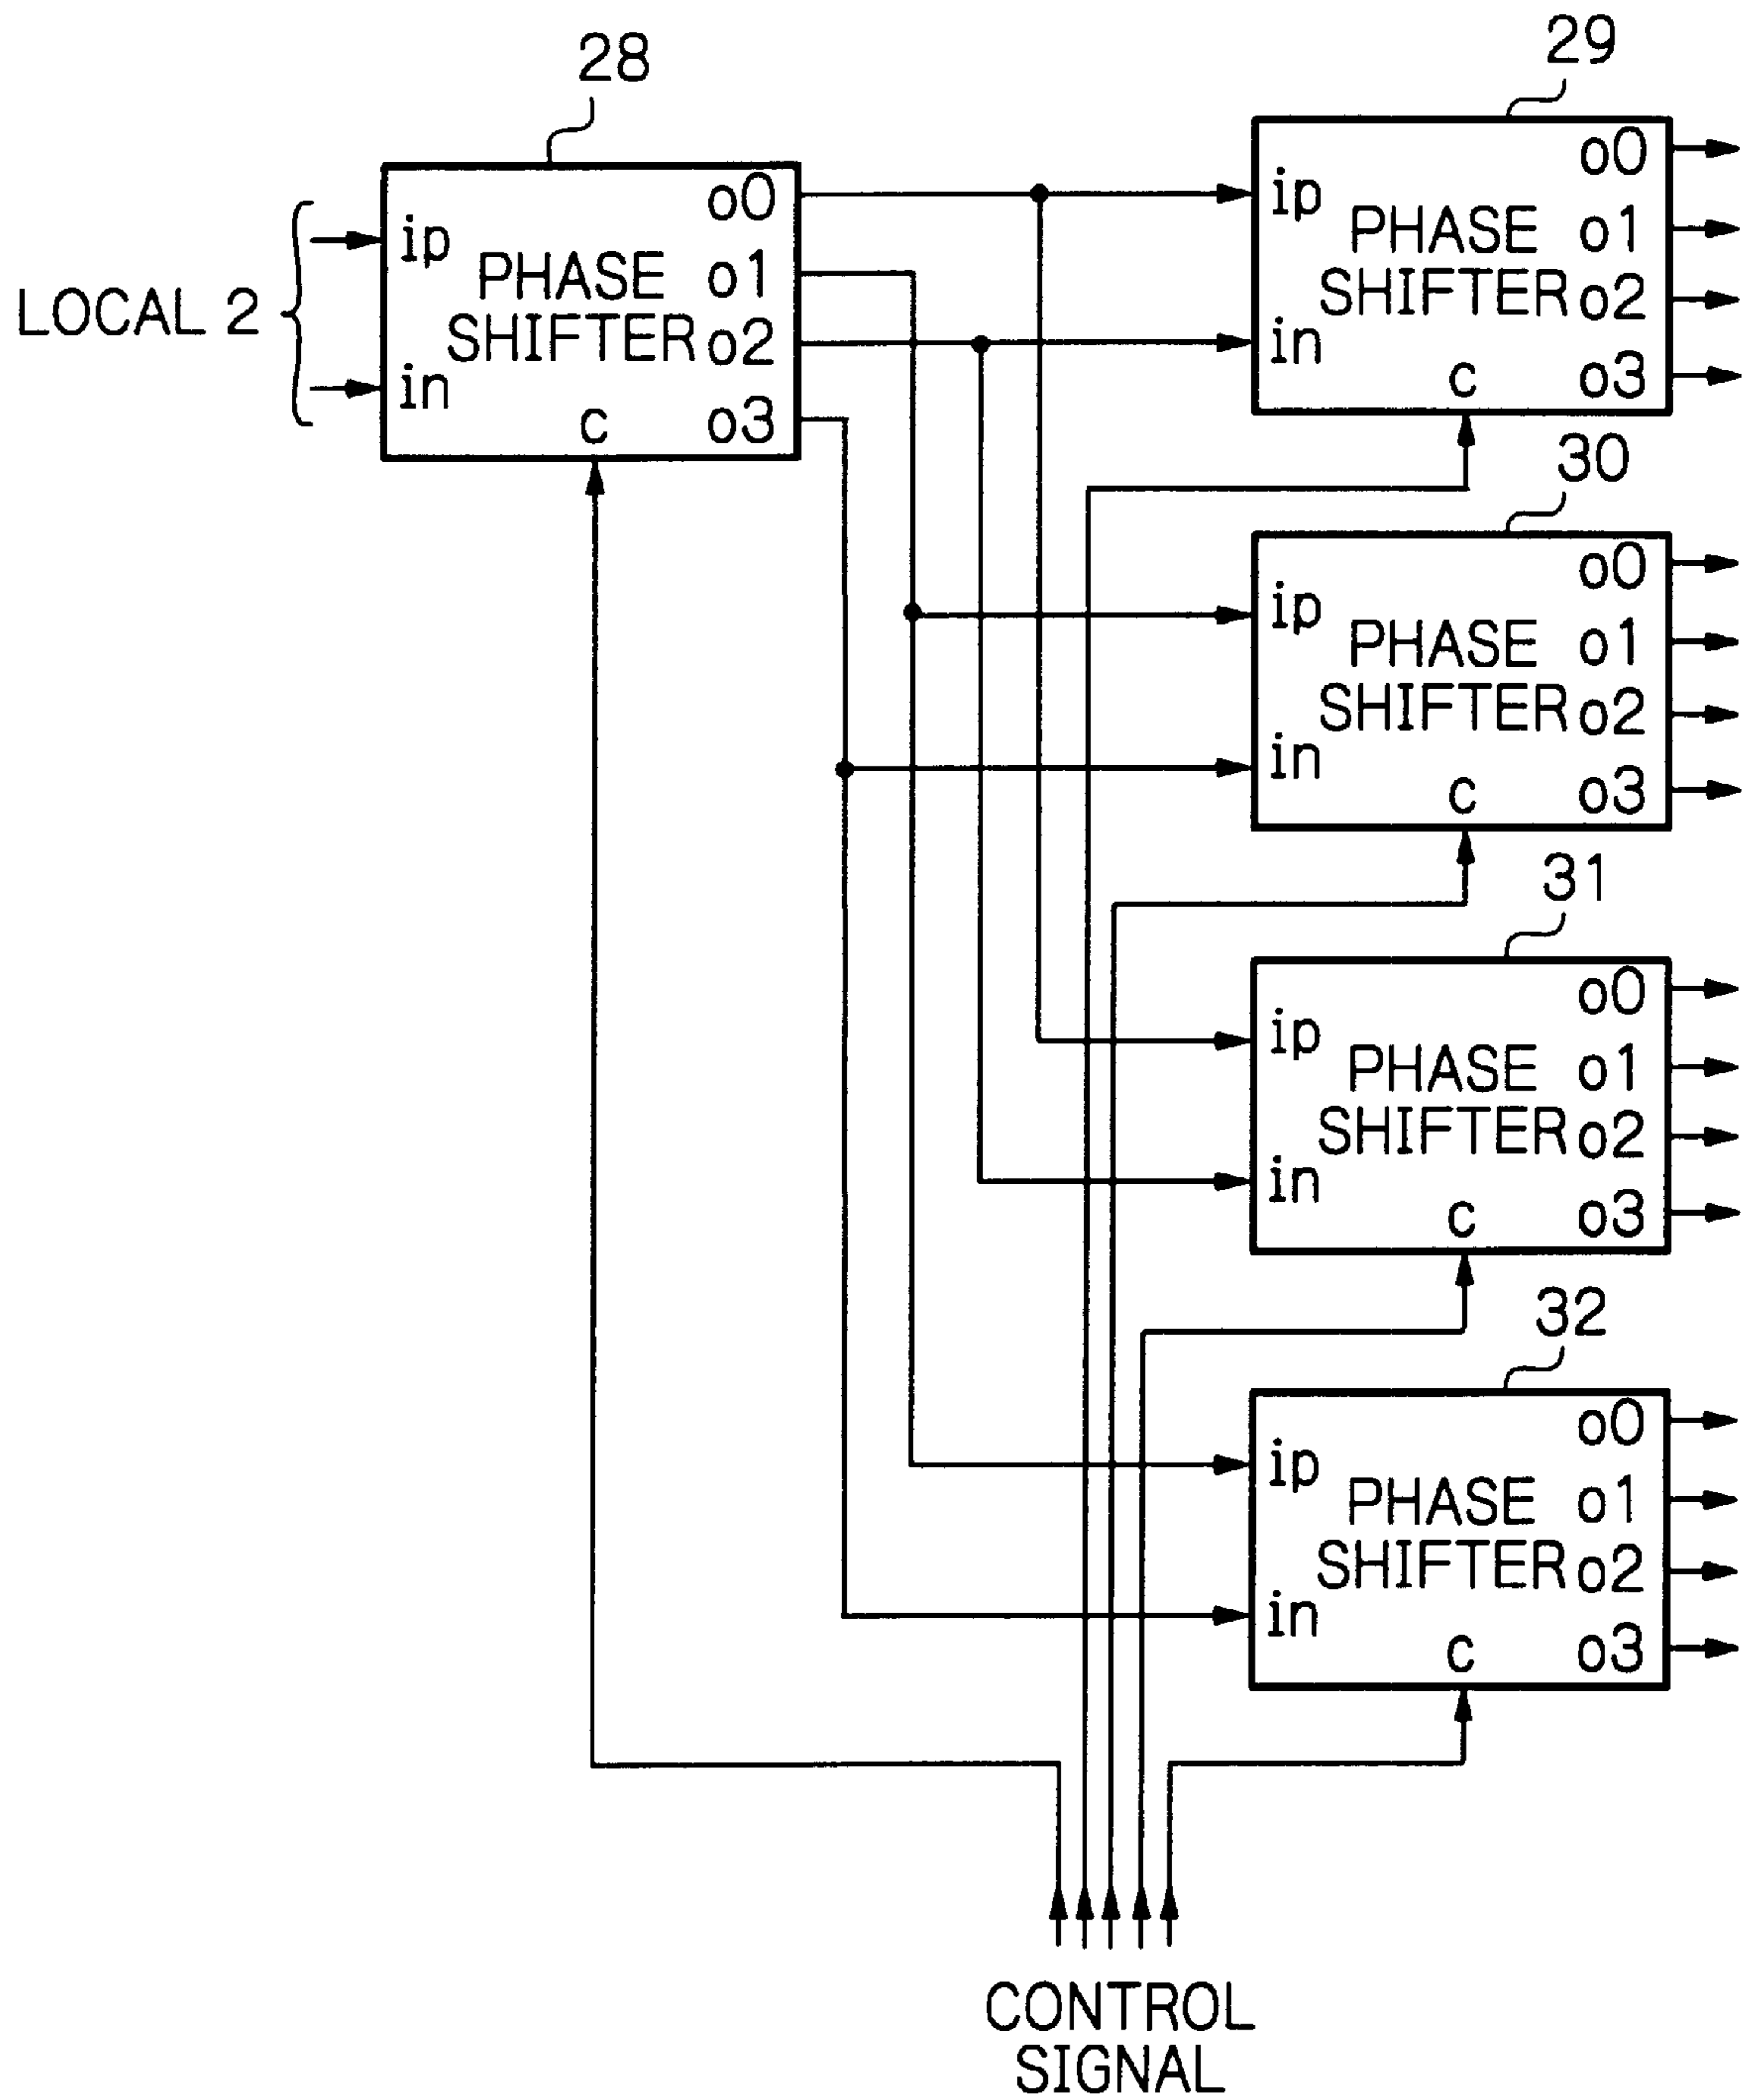 28
LOCAL 2
ip
in
PHASE
SHIFTER
c
o0
o1
o2
o3
29
ip
in
PHASE
SHIFTER
c
o0
o1
o2
o3
30
ip
in
PHASE
SHIFTER
c
o0
o1
o2
o3
31
ip
in
PHASE
SHIFTER
c
o0
o1
o2
o3
32
ip
in
PHASE
SHIFTER
c
o0
o1
o2
o3
CONTROL
SIGNAL